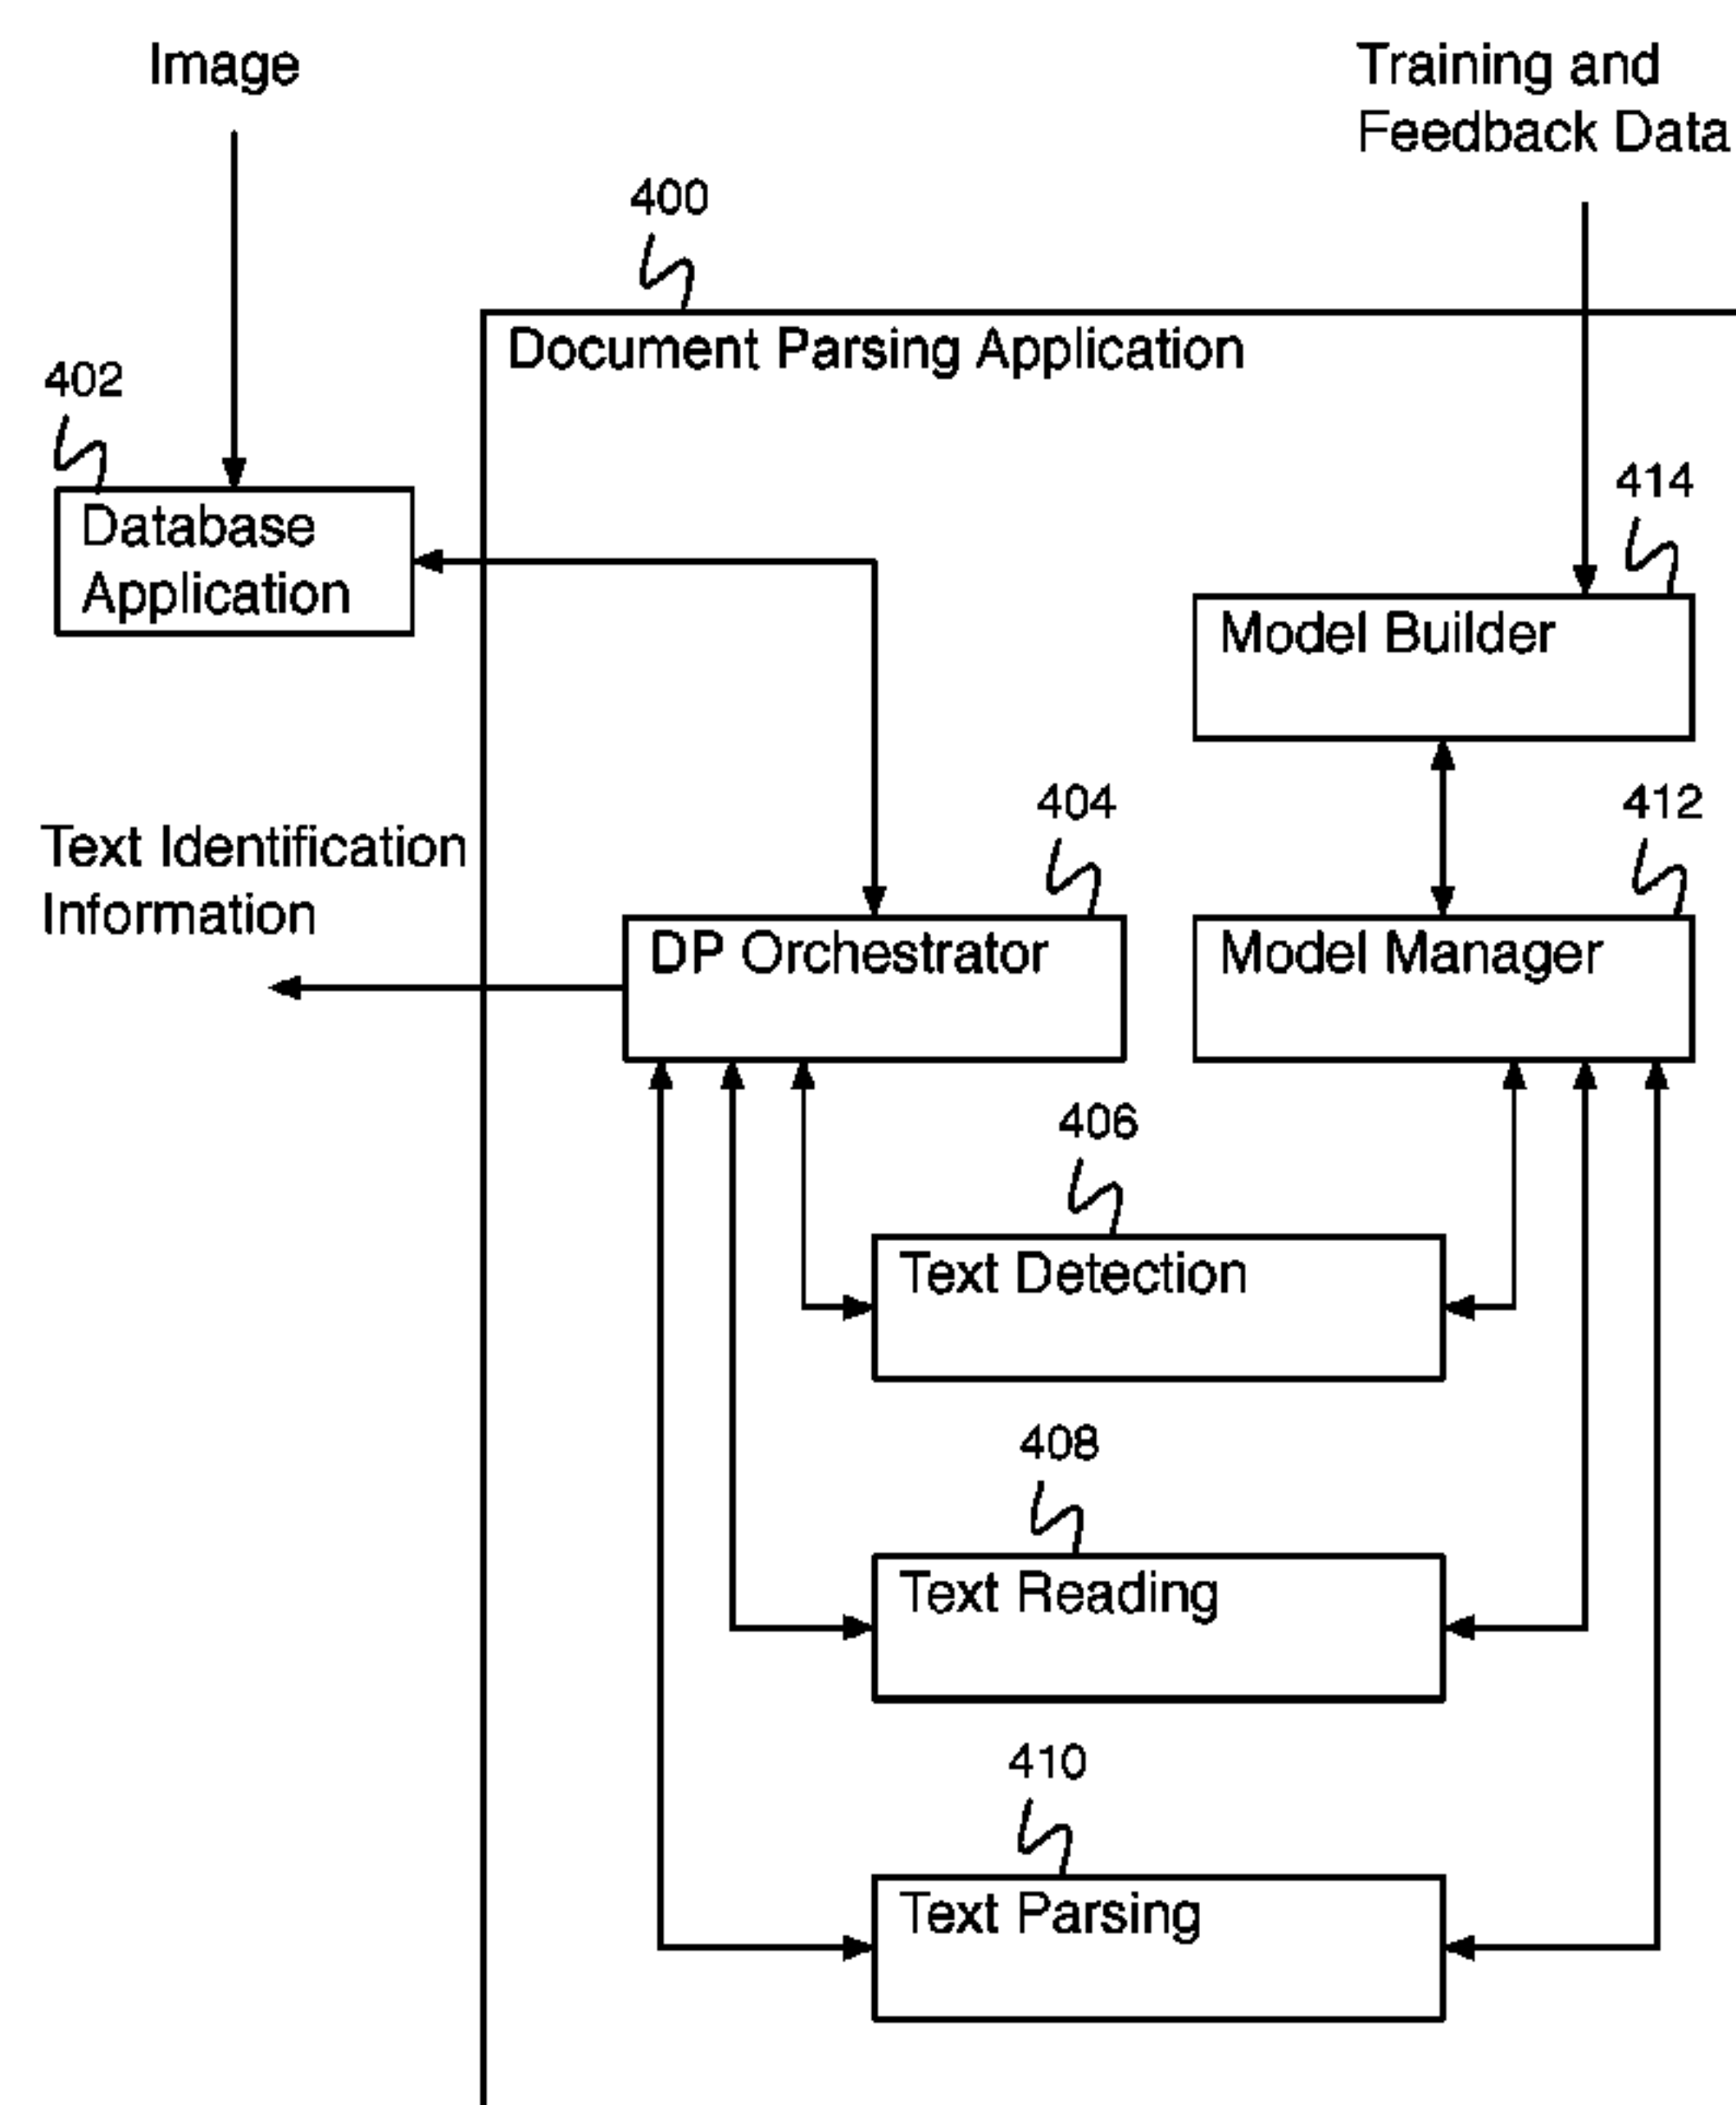 Image
Training and
Feedback Data
400
Document Parsing Application
402
Database
Application
414
Model Builder
404
412
Text Identification
Information
DP Orchestrator
Model Manager
406
Text Detection
408
Text Reading
410
Text Parsing